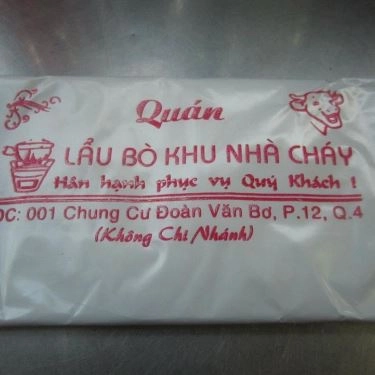 Quán
LẨU BÒ KHU NHÀ CHÁY
Hân hạnh phục vụ Quý Khách !
ĐC: 001 Chung Cư Đoàn Văn Bơ, P.12, Q.4
(Không Chi Nhánh)